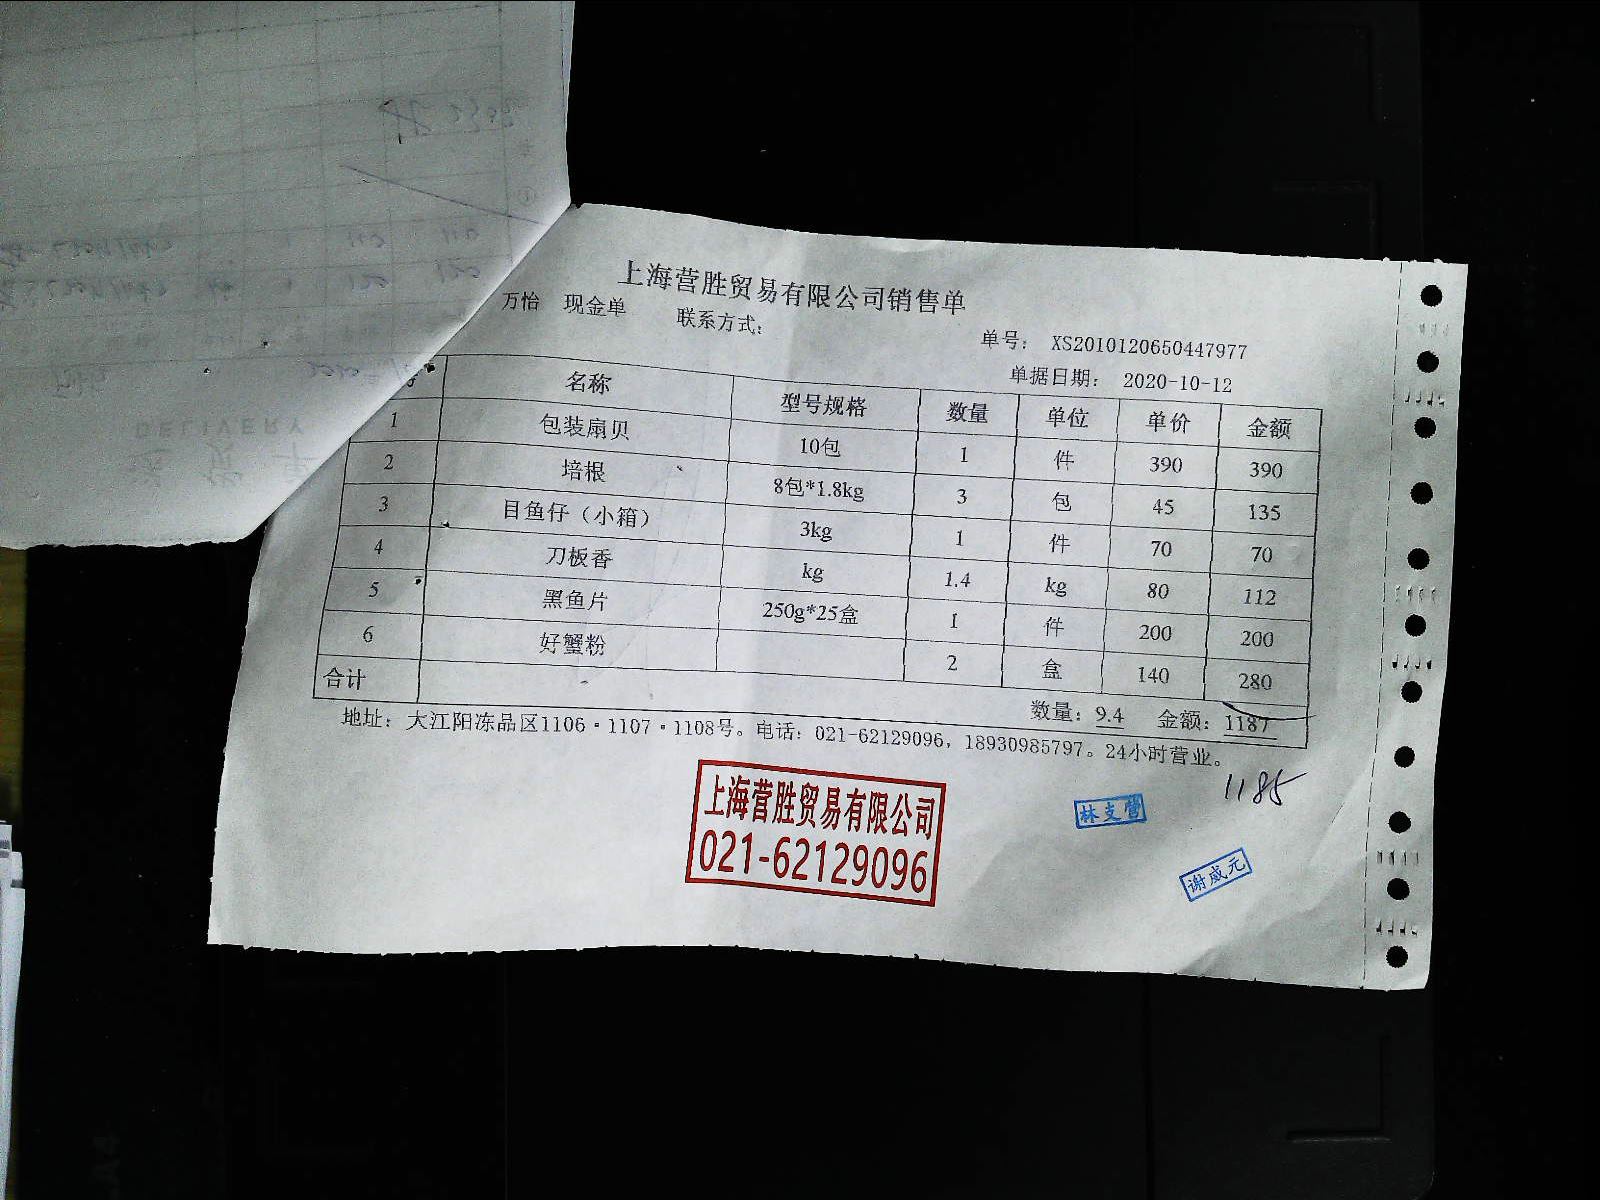 上海营胜贸易有限公司销售单
万怡 现金单 联系方式：
单号： XS2010120650447977
单据日期： 2020-10-12
名称 型号规格 数量 单位 单价 金额
1 包装扇贝 10包 1 件 390 390
2 培根 8包*1.8kg 3 包 45 135
3 目鱼仔（小箱） 3kg 1 件 70 70
4 刀板香 kg 1.4 kg 80 112
5 黑鱼片 250g*25盒 1 件 200 200
6 好蟹粉 2 盒 140 280
合计 数量：9.4 金额：1187
地址：大江阳冻品区1106·1107·1108号。电话：021-62129096，18930985797。24小时营业。
1185
上海营胜贸易有限公司
021-62129096
林支营
谢威元